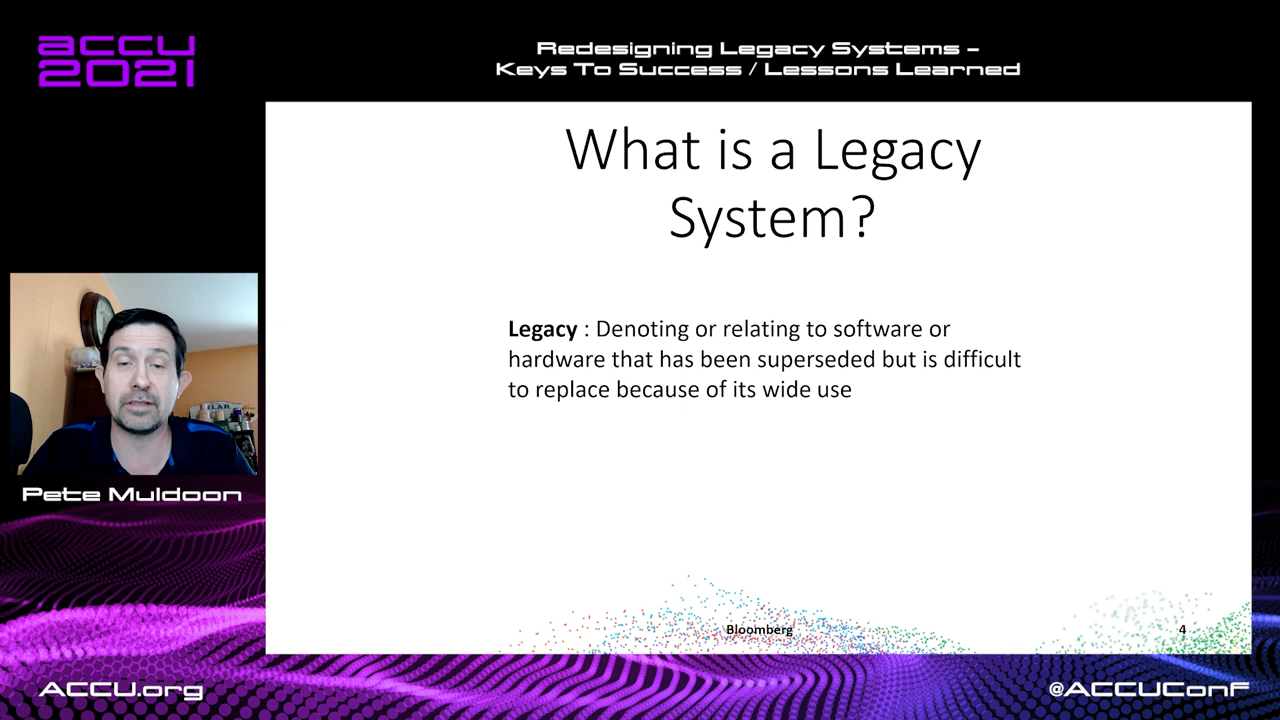 accu
2021
Redesigning Legacy Systems –
Keys To Success / Lessons Learned
What is a Legacy
System?
Legacy : Denoting or relating to software or
hardware that has been superseded but is difficult
to replace because of its wide use
Pete Muldoon
Bloomberg
4
ACCU.org
@ACCUConf